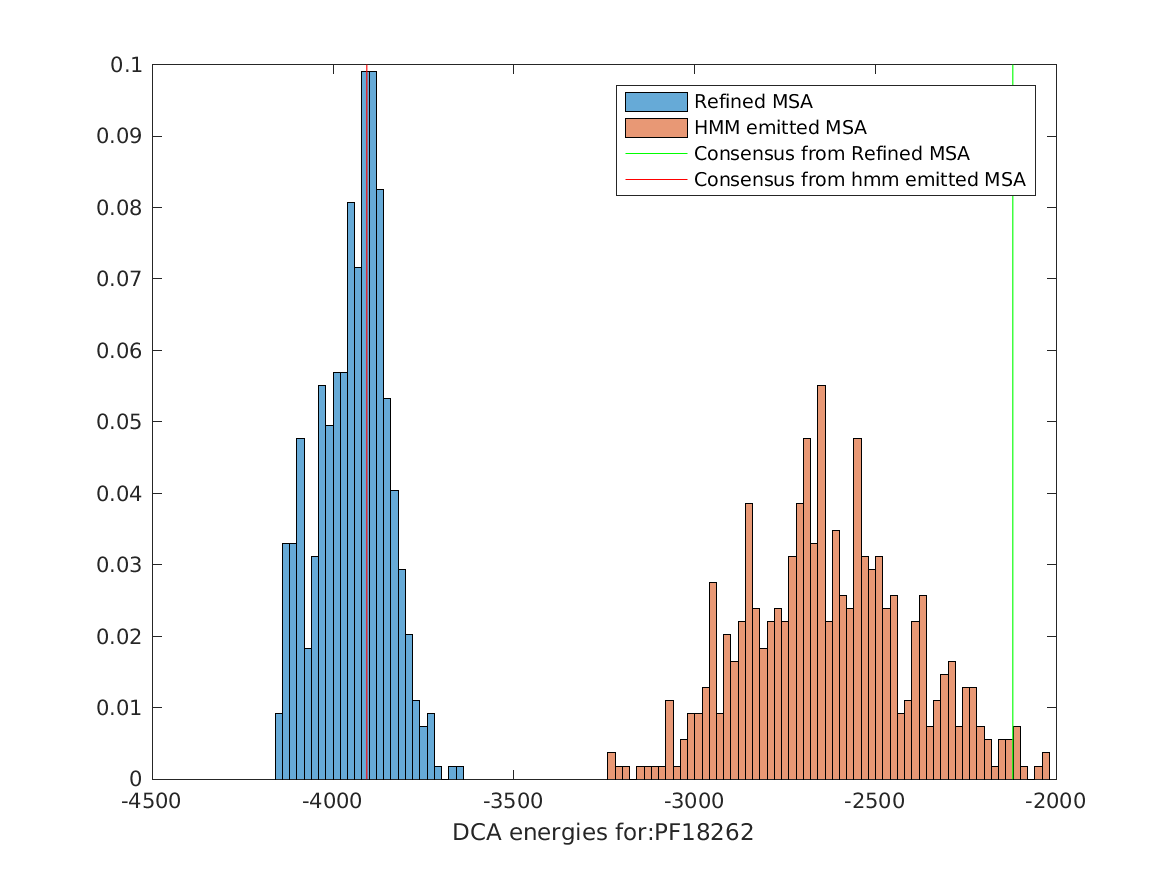 0.1
0.09
0.08
0.07
0.06
0.05
0.04
0.03
0.02
0.01
0
Refined MSA
HMM emitted MSA
Consensus from Refined MSA
Consensus from hmm emitted MSA
-4500 -4000 -3500 -3000 -2500 -2000
DCA energies for:PF18262